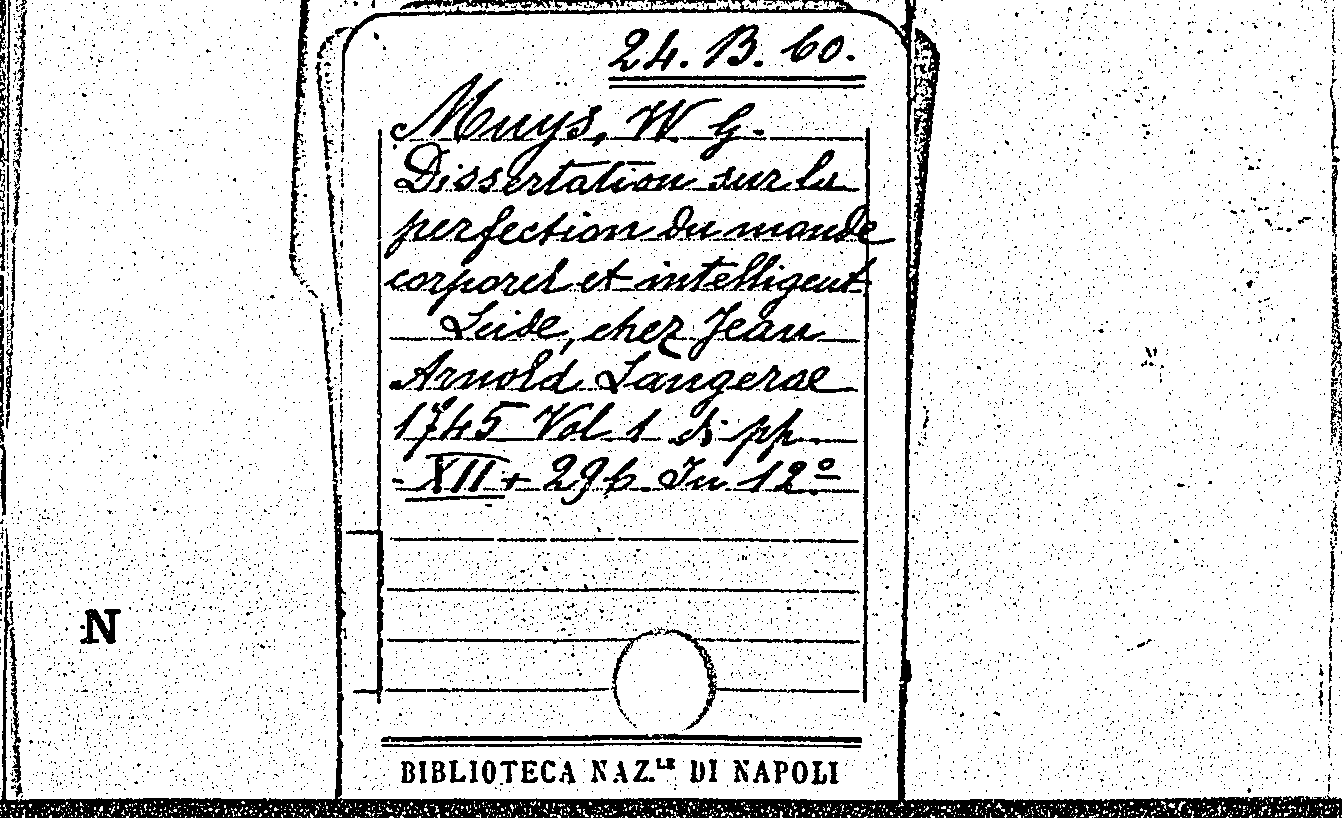 24. B. 60.
Muys, W G.
Dissertation sur la
perfection du monde
corporel et intelligent
Leide, chez Jean
Arnold Langerae
1745 Vol 1 di pp.
- XII + 296 In 12º
N
BIBLIOTECA NAZ.LE DI NAPOLI